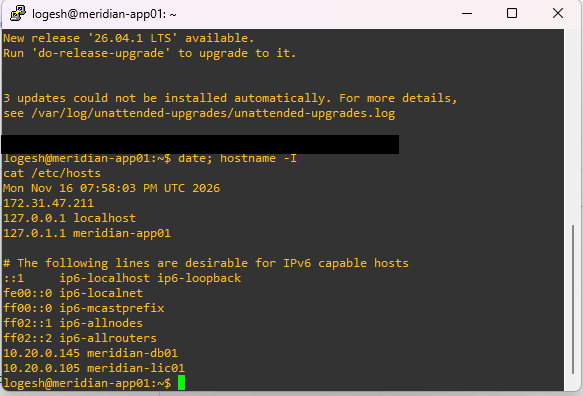 logesh@meridian-app01: ~
New release '26.04.1 LTS' available.
Run 'do-release-upgrade' to upgrade to it.
3 updates could not be installed automatically. For more details,
see /var/log/unattended-upgrades/unattended-upgrades.log
logesh@meridian-app01:~$ date; hostname -I
cat /etc/hosts
Mon Nov 16 07:58:03 PM UTC 2026
172.31.47.211
127.0.0.1 localhost
127.0.1.1 meridian-app01
# The following lines are desirable for IPv6 capable hosts
::1     ip6-localhost ip6-loopback
fe00::0 ip6-localnet
ff00::0 ip6-mcastprefix
ff02::1 ip6-allnodes
ff02::2 ip6-allrouters
10.20.0.145 meridian-db01
10.20.0.105 meridian-lic01
logesh@meridian-app01:~$